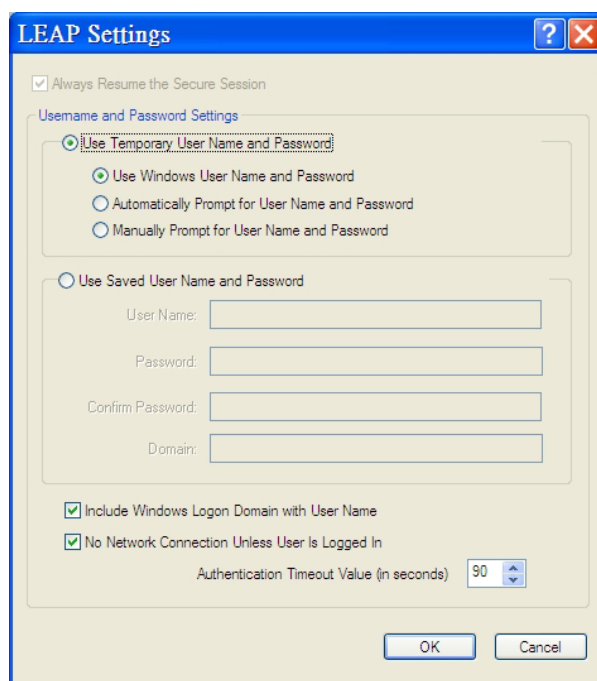 LEAP Settings
Always Resume the Secure Session
Username and Password Settings
Use Temporary User Name and Password
Use Windows User Name and Password
Automatically Prompt for User Name and Password
Manually Prompt for User Name and Password
Use Saved User Name and Password
User Name:
Password:
Confirm Password:
Domain:
Include Windows Logon Domain with User Name
No Network Connection Unless User Is Logged In
Authentication Timeout Value (in seconds) 90
OK Cancel